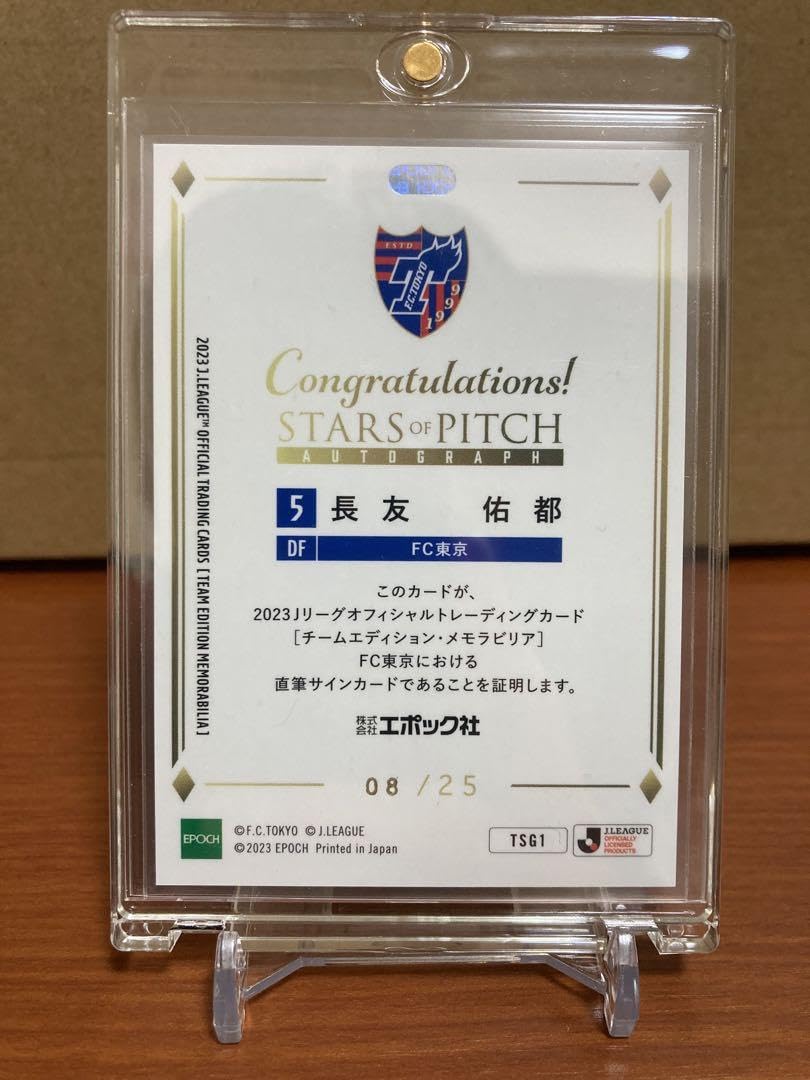 ESTD
F.C.TOKYO
1999
Congratulations!
STARS OF PITCH
AUTOGRAPH
5 長友 佑都
DF FC東京
このカードが、
2023Jリーグオフィシャルトレーディングカード
[チームエディション・メモラビリア]
FC東京における
直筆サインカードであることを証明します。
株式会社エポック社
08/25
2023 J.LEAGUE™ OFFICIAL TRADING CARDS [TEAM EDITION MEMORABILIA]
EPOCH
©F.C.TOKYO ©J.LEAGUE
©2023 EPOCH Printed in Japan
TSG1
J.LEAGUE
OFFICIALLY
LICENSED
PRODUCTS